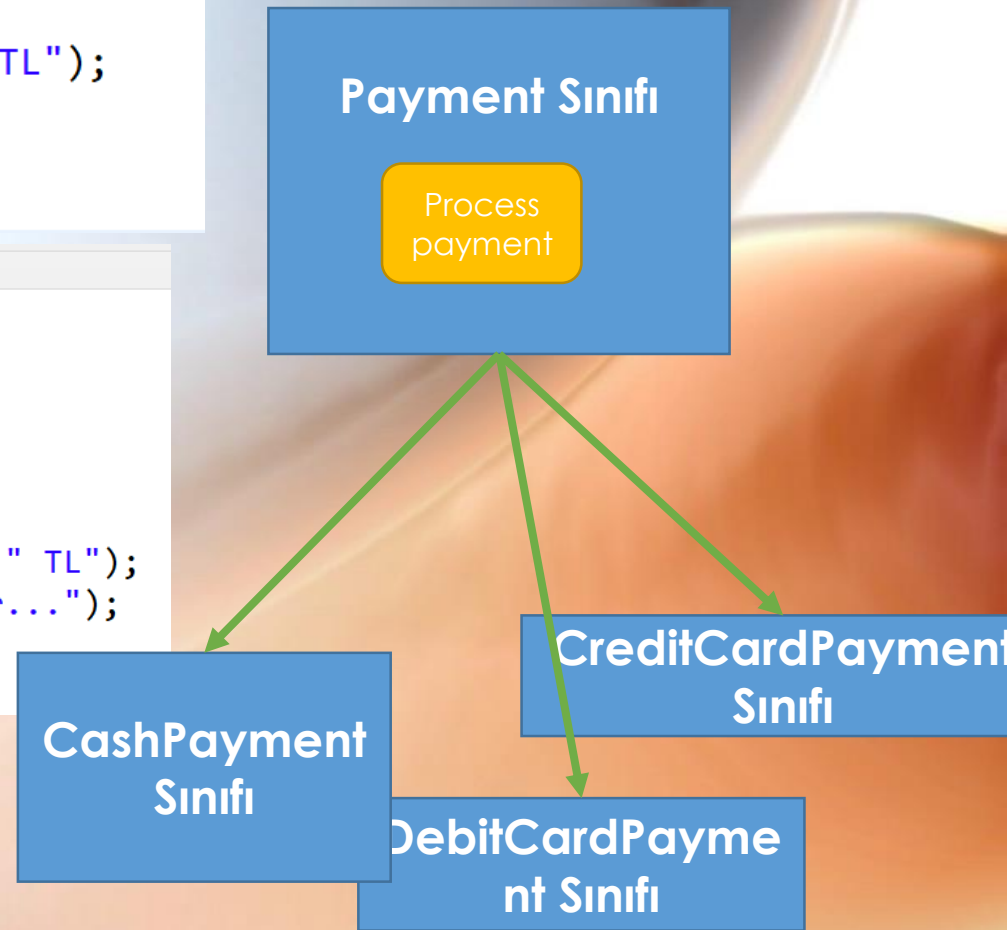 TL");
" TL");
..");
Payment Sınıfı
Process
payment
CreditCardPayment
Sınıfı
CashPayment
Sınıfı
DebitCardPayme
nt Sınıfı